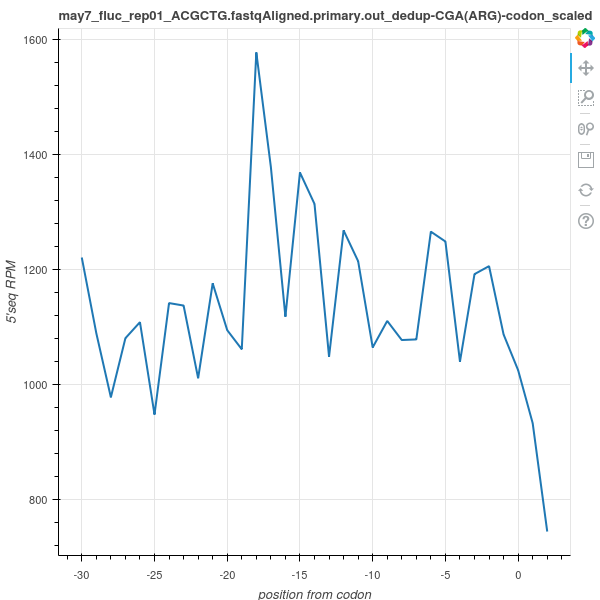 may7_fluc_rep01_ACGCTG.fastqAligned.primary.out_dedup-CGA(ARG)-codon_scaled
1600
1400
1200
1000
800
5'seq RPM
-30 -25 -20 -15 -10 -5 0
position from codon